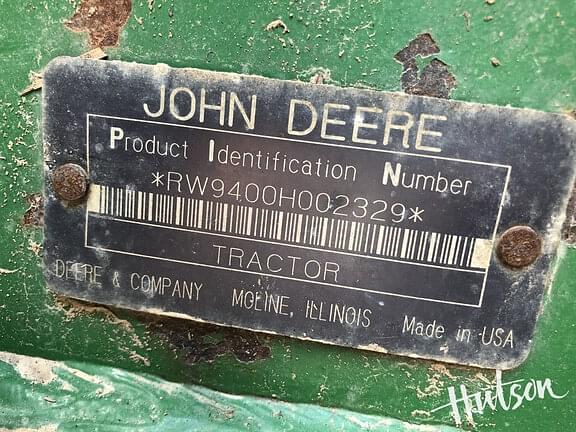 JOHN DEERE
Product Identification Number
*RW9400H002329*
TRACTOR
DEERE & COMPANY MOLINE, ILLINOIS Made in USA
Hutson